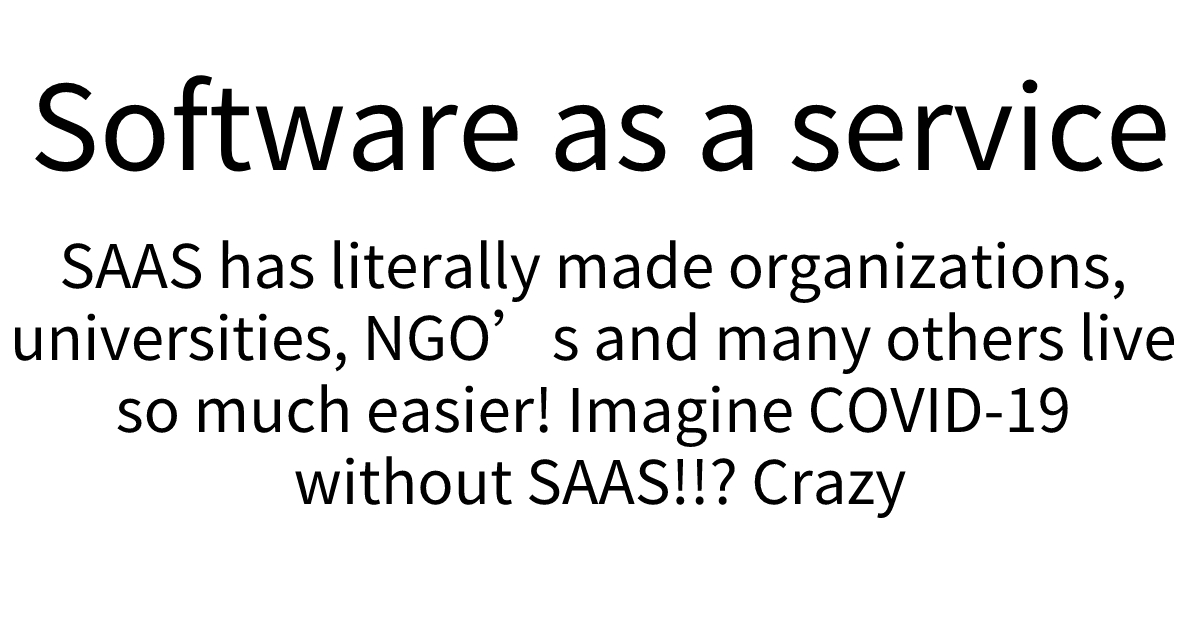 Software as a service
SAAS has literally made organizations,
universities, NGO’s and many others live
so much easier! Imagine COVID-19
without SAAS!!? Crazy